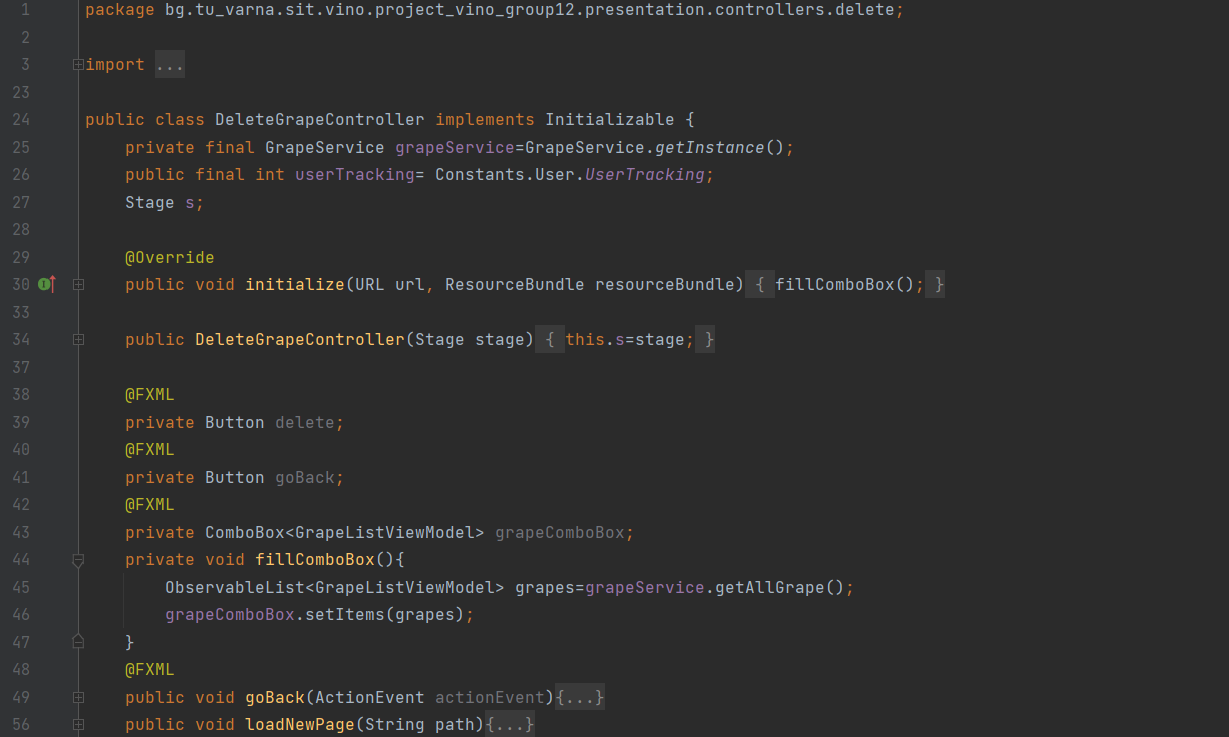 1 package bg.tu_varna.sit.vino.project_vino_group12.presentation.controllers.delete;
2
3 import ...
23
24 public class DeleteGrapeController implements Initializable {
25     private final GrapeService grapeService=GrapeService.getInstance();
26     public final int userTracking= Constants.User.UserTracking;
27     Stage s;
28
29     @Override
30     public void initialize(URL url, ResourceBundle resourceBundle) { fillComboBox(); }
33
34     public DeleteGrapeController(Stage stage) { this.s=stage; }
37
38     @FXML
39     private Button delete;
40     @FXML
41     private Button goBack;
42     @FXML
43     private ComboBox<GrapeListViewModel> grapeComboBox;
44     private void fillComboBox(){
45         ObservableList<GrapeListViewModel> grapes=grapeService.getAllGrape();
46         grapeComboBox.setItems(grapes);
47     }
48     @FXML
49     public void goBack(ActionEvent actionEvent){...}
56     public void loadNewPage(String path){...}